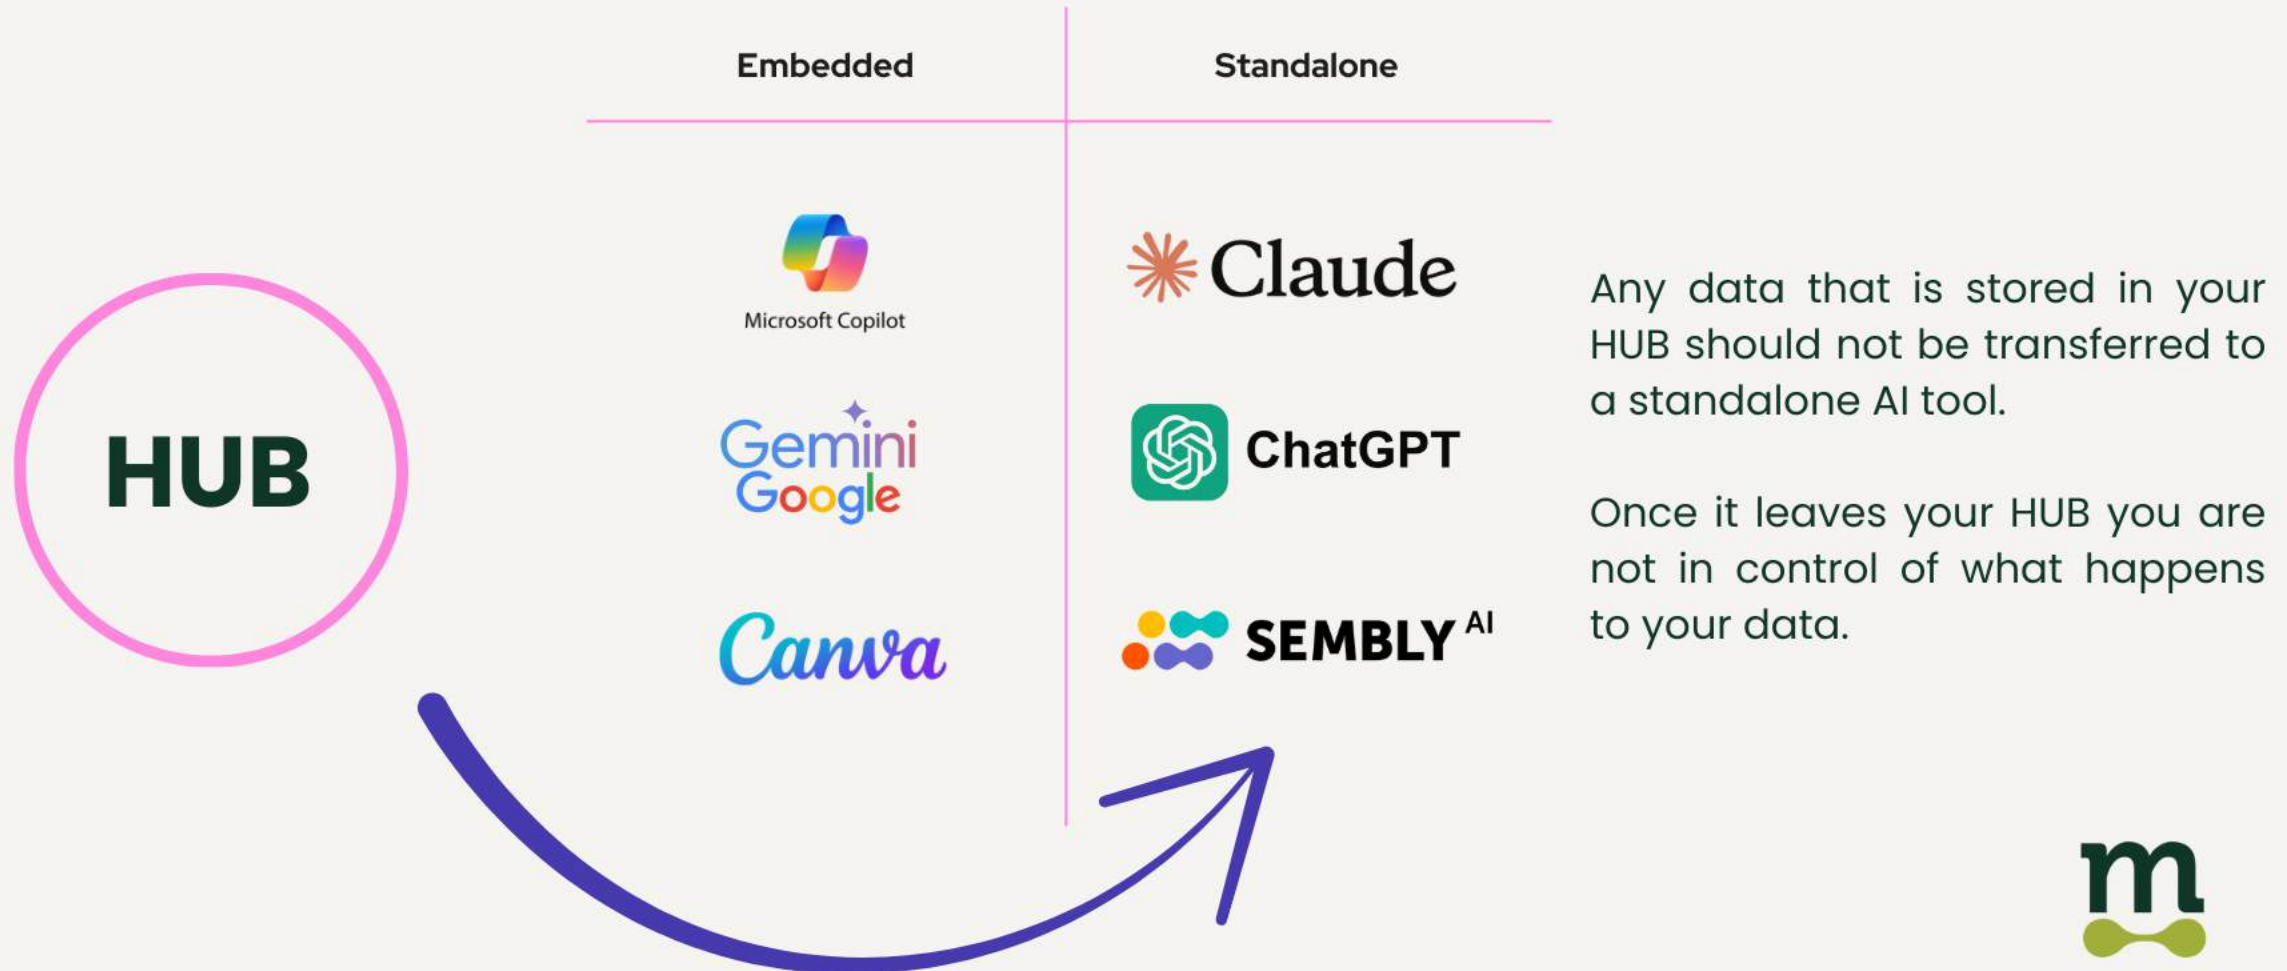 Embedded
Standalone
HUB
Microsoft Copilot
Gemini
Google
Canva
Claude
ChatGPT
SEMBLY AI
Any data that is stored in your
HUB should not be transferred to
a standalone AI tool.
Once it leaves your HUB you are
not in control of what happens
to your data.
m